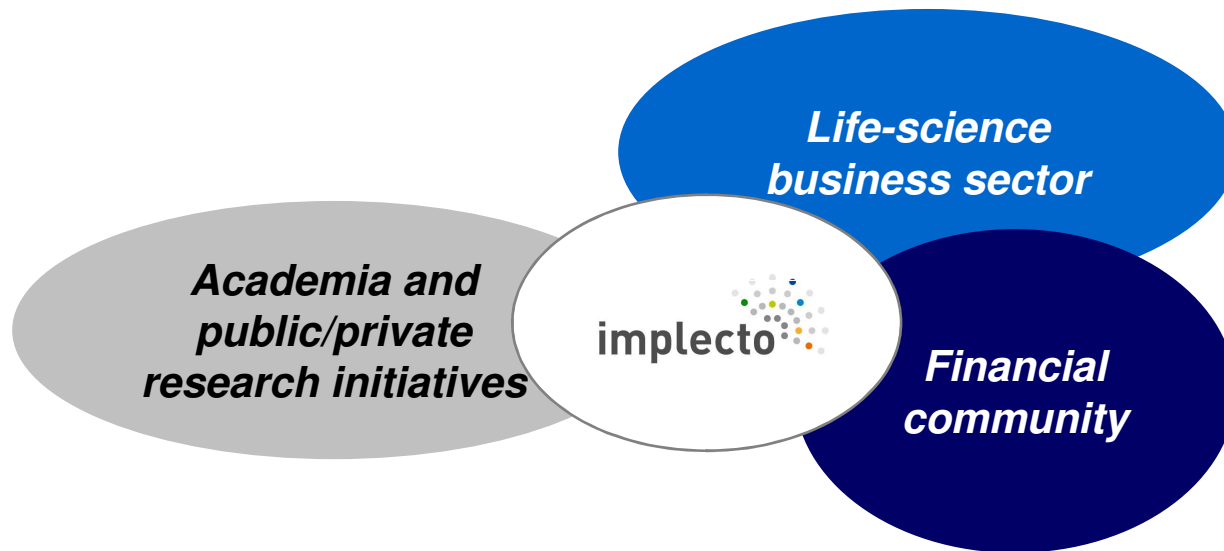 Life-science
business sector
Academia and
public/private
research initiatives
implecto
Financial
community